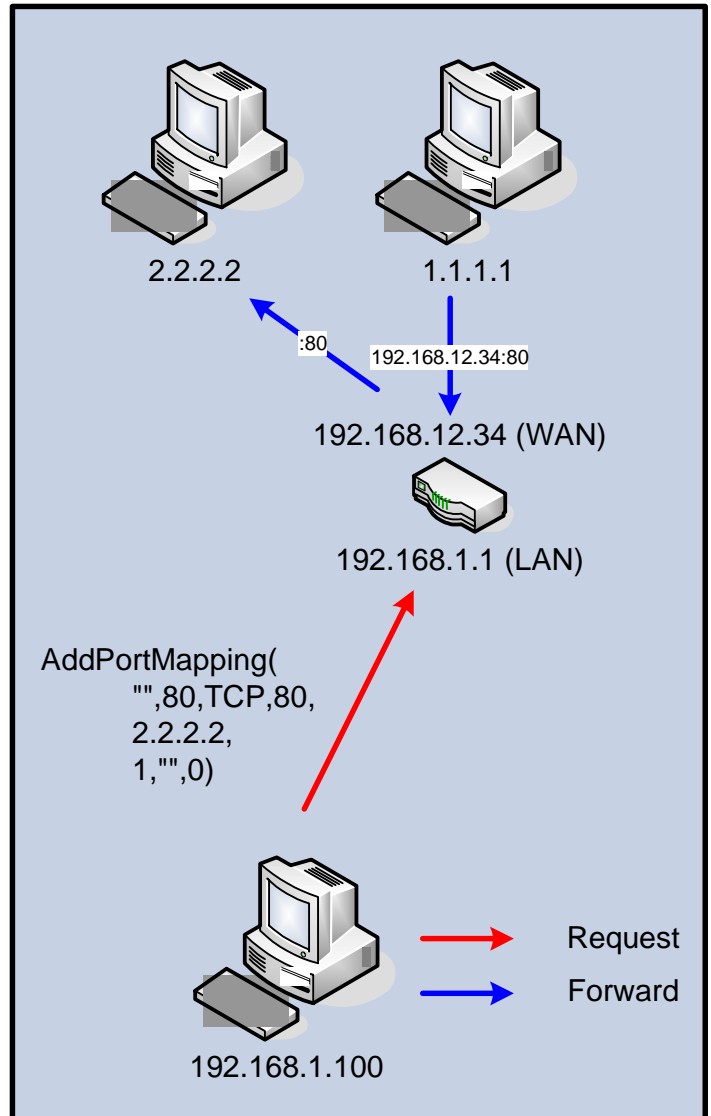 2.2.2.2
1.1.1.1
:80
192.168.12.34:80
192.168.12.34 (WAN)
192.168.1.1 (LAN)
AddPortMapping(
"",80,TCP,80,
2.2.2.2,
1,"",0)
Request
Forward
192.168.1.100